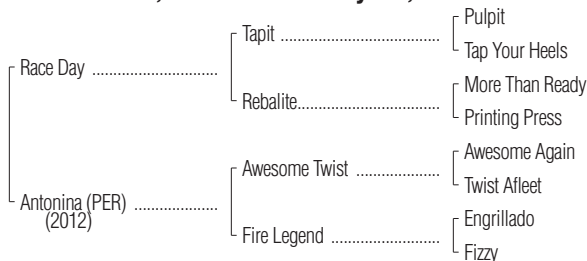 Pulpit
Tapit ......................................
Tap Your Heels
Race Day ..............................
More Than Ready
Rebalite..................................
Printing Press
Awesome Again
Awesome Twist ....................
Twist Afleet
Antonina (PER) ....................
(2012)
Engrillado
Fire Legend ..........................
Fizzy